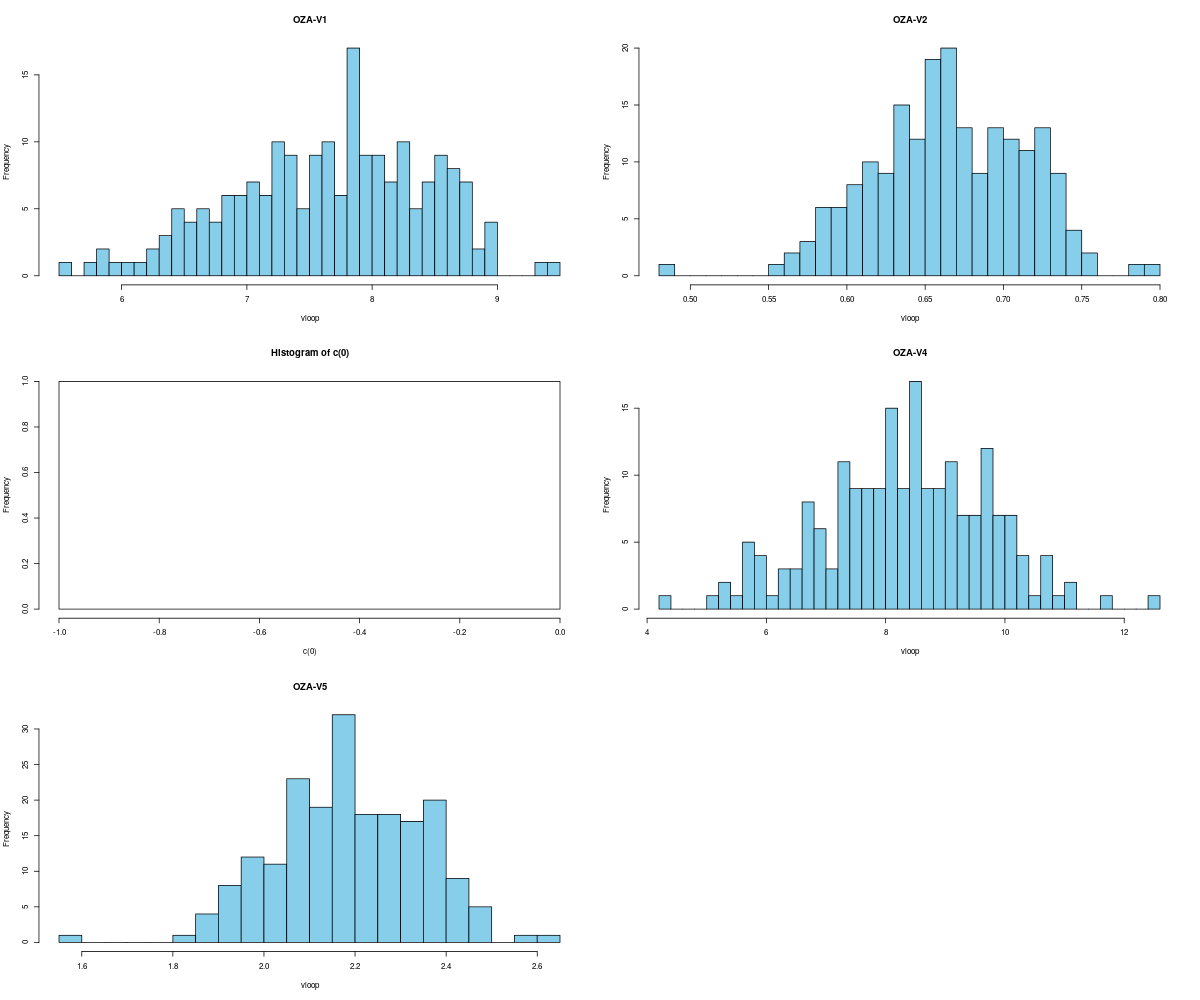 OZA-V1
Frequency
0 5 10 15
6 7 8 9
vloop
OZA-V2
Frequency
0 5 10 15 20
0.50 0.55 0.60 0.65 0.70 0.75 0.80
vloop
Histogram of c(0)
Frequency
0.0 0.2 0.4 0.6 0.8 1.0
-1.0 -0.8 -0.6 -0.4 -0.2 0.0
c(0)
OZA-V4
Frequency
0 5 10 15
4 6 8 10 12
vloop
OZA-V5
Frequency
0 5 10 15 20 25 30
1.6 1.8 2.0 2.2 2.4 2.6
vloop